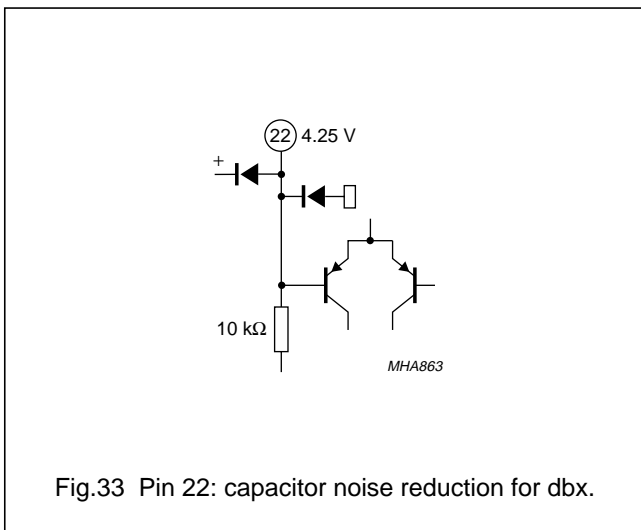 22 4.25 V
+
10 kΩ
MHA863
Fig.33 Pin 22: capacitor noise reduction for dbx.